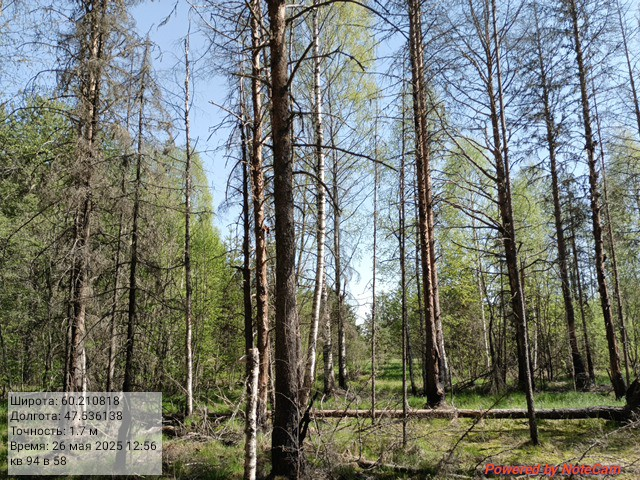 Широта: 60.210818
Долгота: 47.536138
Точность: 1.7 м
Время: 26 мая 2025 12:56
кв 94 в 58
Powered by NoteCam